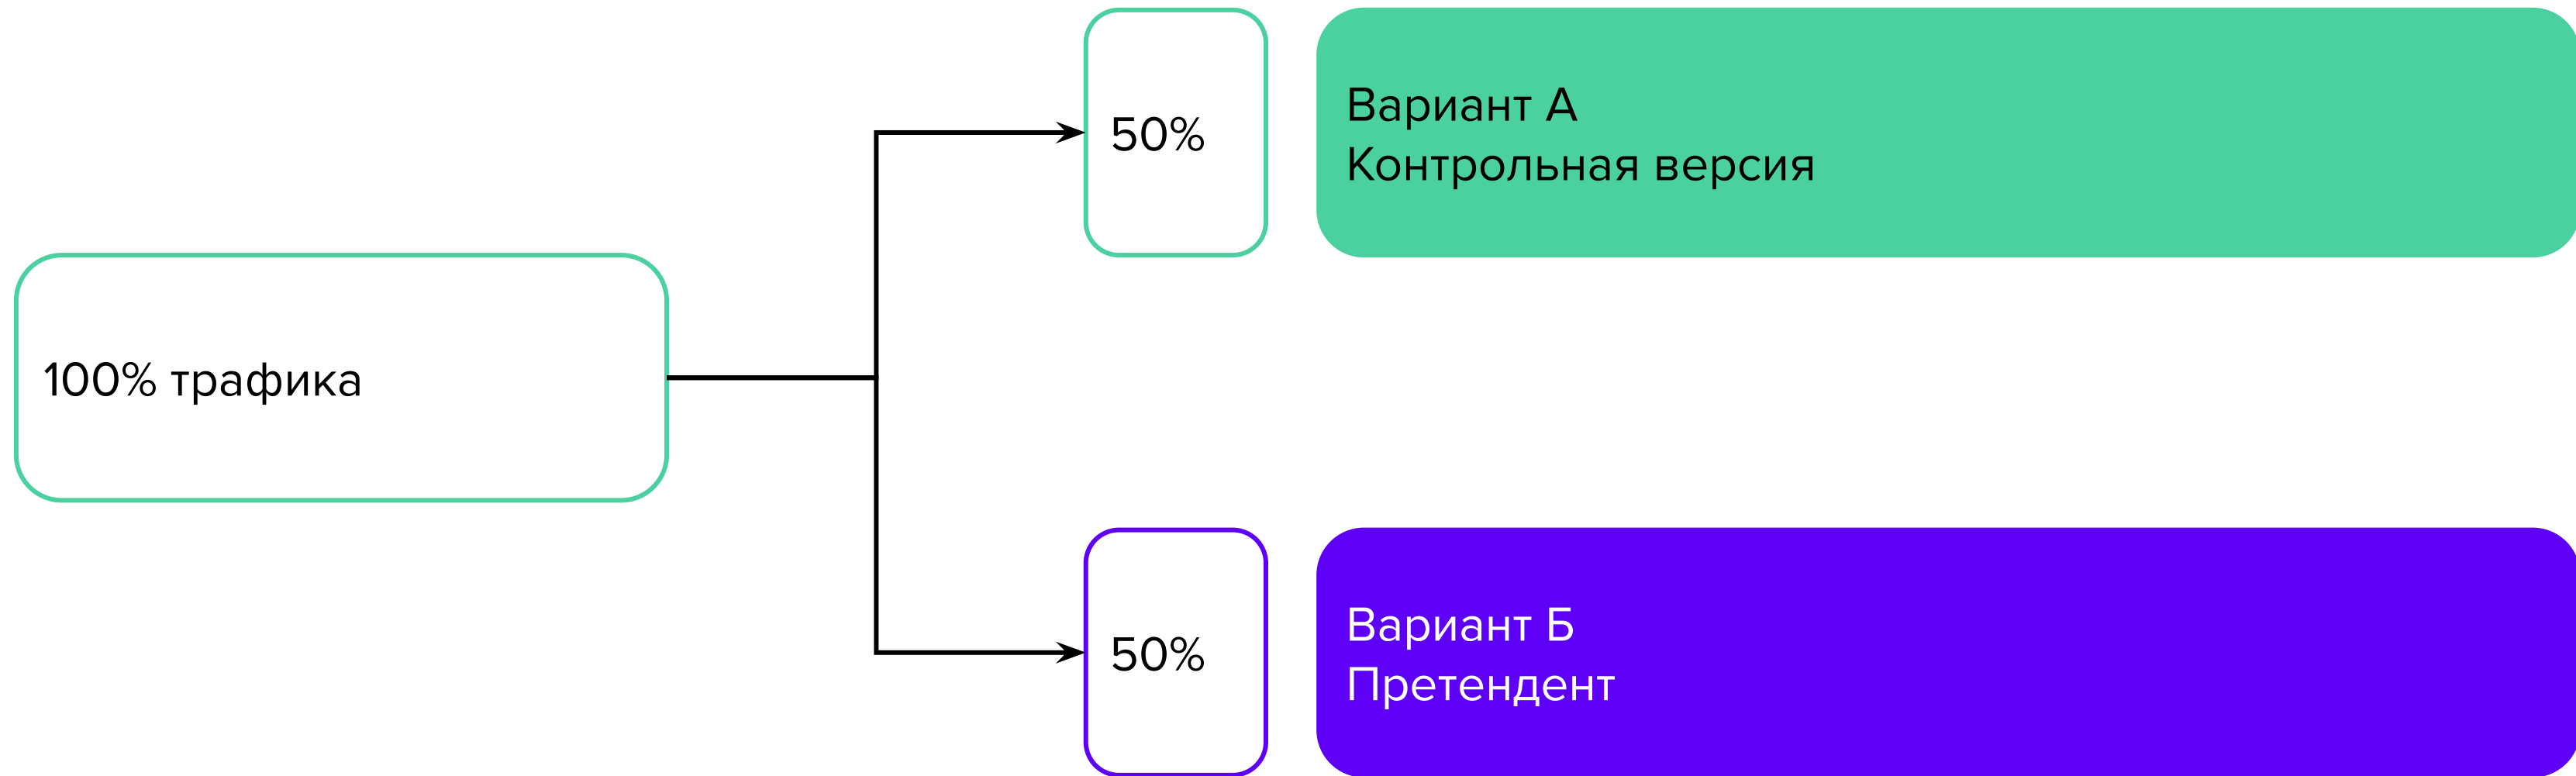 100% трафика
50%
Вариант А
Контрольная версия
50%
Вариант Б
Претендент